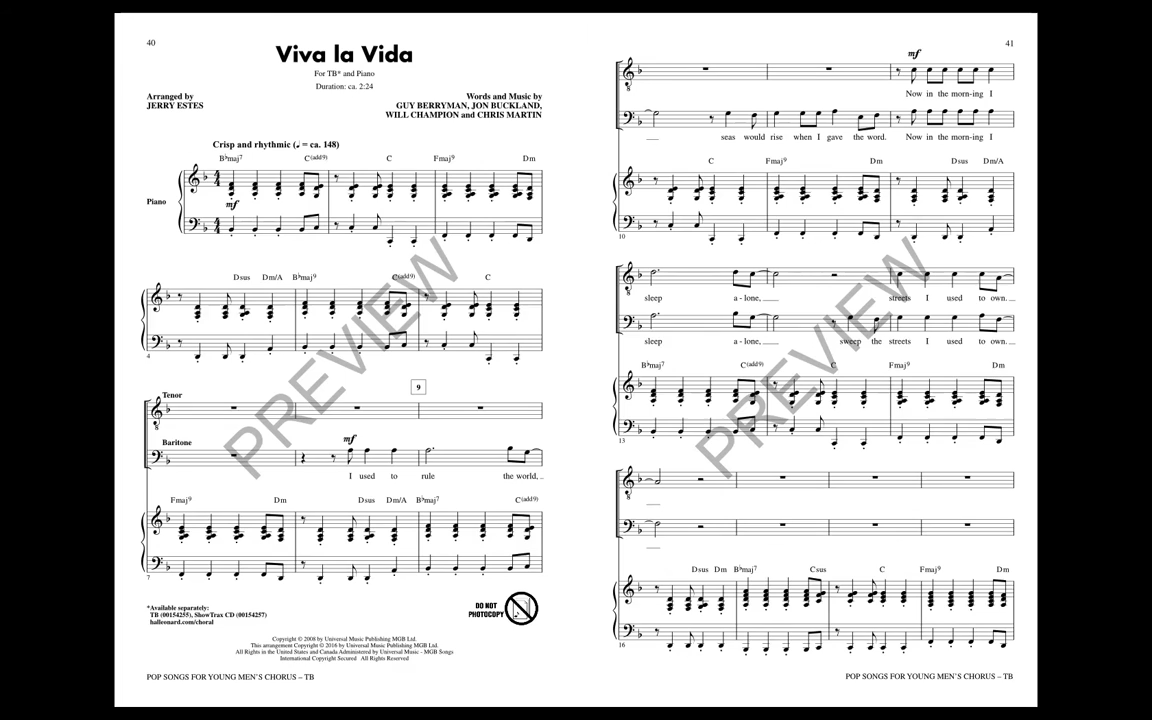 40
Viva la Vida
For TB* and Piano
Duration: ca. 2:24
Arranged by
JERRY ESTES
Words and Music by
GUY BERRYMAN, JON BUCKLAND,
WILL CHAMPION and CHRIS MARTIN
Crisp and rhythmic (♩ = ca. 148)
B♭maj7 C(add9) C Fmaj9 Dm
Piano
mf
Dsus Dm/A B♭maj9 C(add9) C
4
9
Tenor
Baritone
mf
I used to rule the world,
Fmaj9 Dm Dsus Dm/A B♭maj7 C(add9)
7
*Available separately:
TB (00154255), ShowTrax CD (00154257)
halleonard.com/choral
DO NOT
PHOTOCOPY
Copyright © 2008 by Universal Music Publishing MGB Ltd.
This arrangement Copyright © 2016 by Universal Music Publishing MGB Ltd.
All Rights in the United States and Canada Administered by Universal Music - MGB Songs
International Copyright Secured All Rights Reserved
POP SONGS FOR YOUNG MEN'S CHORUS – TB
PREVIEW
41
mf
Now in the morn-ing I
seas would rise when I gave the word. Now in the morn-ing I
C Fmaj9 Dm Dsus Dm/A
10
sleep a - lone, streets I used to own.
sleep a - lone, sweep the streets I used to own.
B♭maj7 C(add9) C Fmaj9 Dm
13
Dsus Dm B♭maj7 Csus C Fmaj9 Dm
16
POP SONGS FOR YOUNG MEN'S CHORUS – TB
PREVIEW